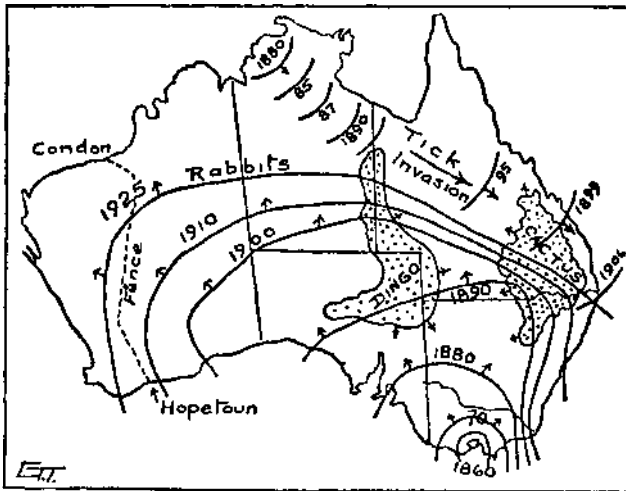 1880
85
87
1890
Tick
Invasion
95
1899
Condon
Rabbits
1925
1910
1900
Fence
CACTUS
1906
DINGO
1890
1880
Hopetoun
70
1860
G.T.